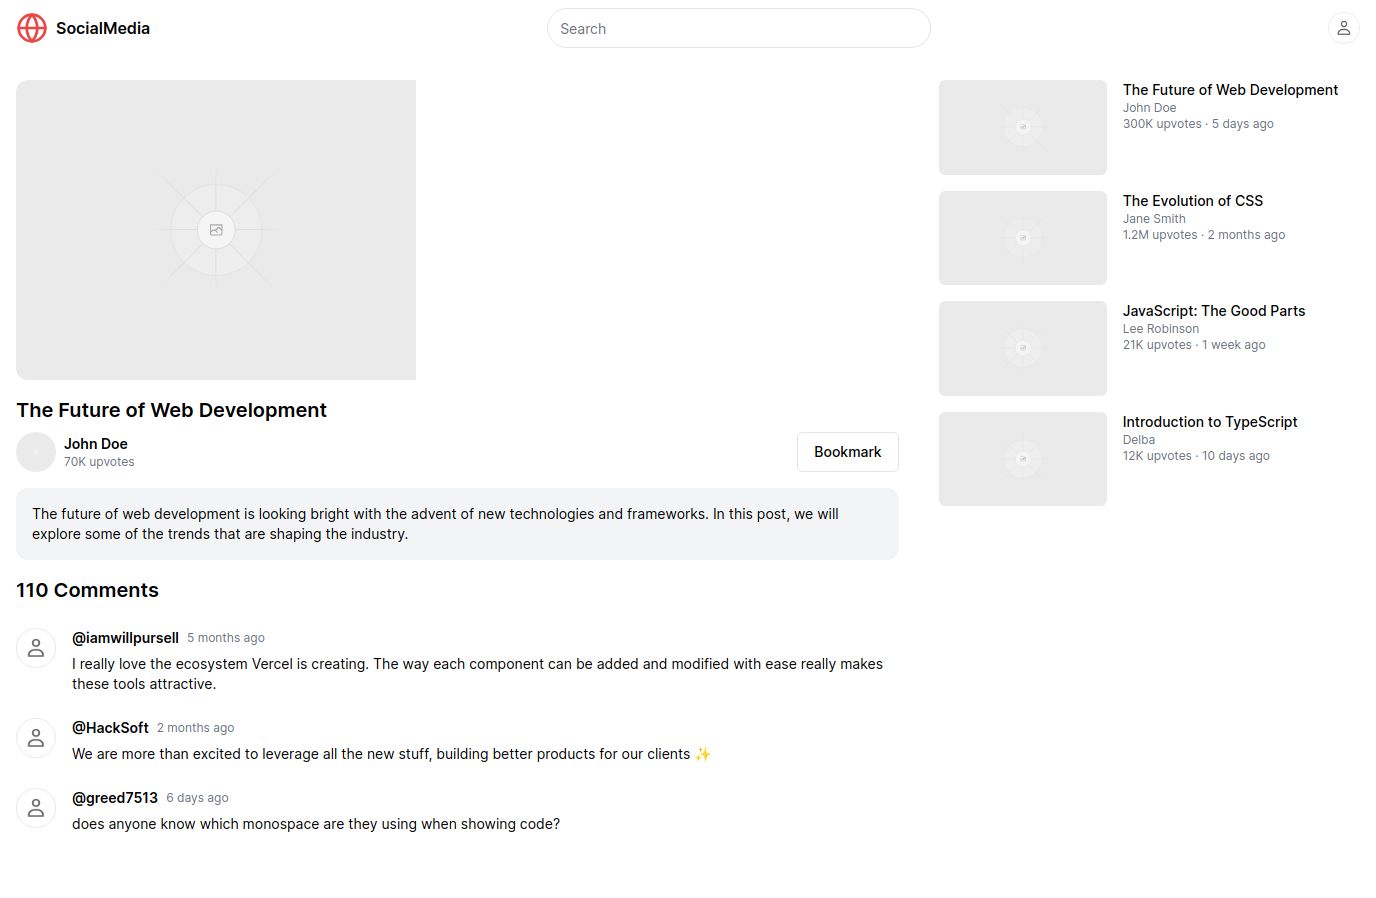 SocialMedia
Search
The Future of Web Development
John Doe
70K upvotes
Bookmark
The future of web development is looking bright with the advent of new technologies and frameworks. In this post, we will
explore some of the trends that are shaping the industry.
110 Comments
@iamwillpursell 5 months ago
I really love the ecosystem Vercel is creating. The way each component can be added and modified with ease really makes
these tools attractive.
@HackSoft 2 months ago
We are more than excited to leverage all the new stuff, building better products for our clients ✨
@greed7513 6 days ago
does anyone know which monospace are they using when showing code?
The Future of Web Development
John Doe
300K upvotes · 5 days ago
The Evolution of CSS
Jane Smith
1.2M upvotes · 2 months ago
JavaScript: The Good Parts
Lee Robinson
21K upvotes · 1 week ago
Introduction to TypeScript
Delba
12K upvotes · 10 days ago